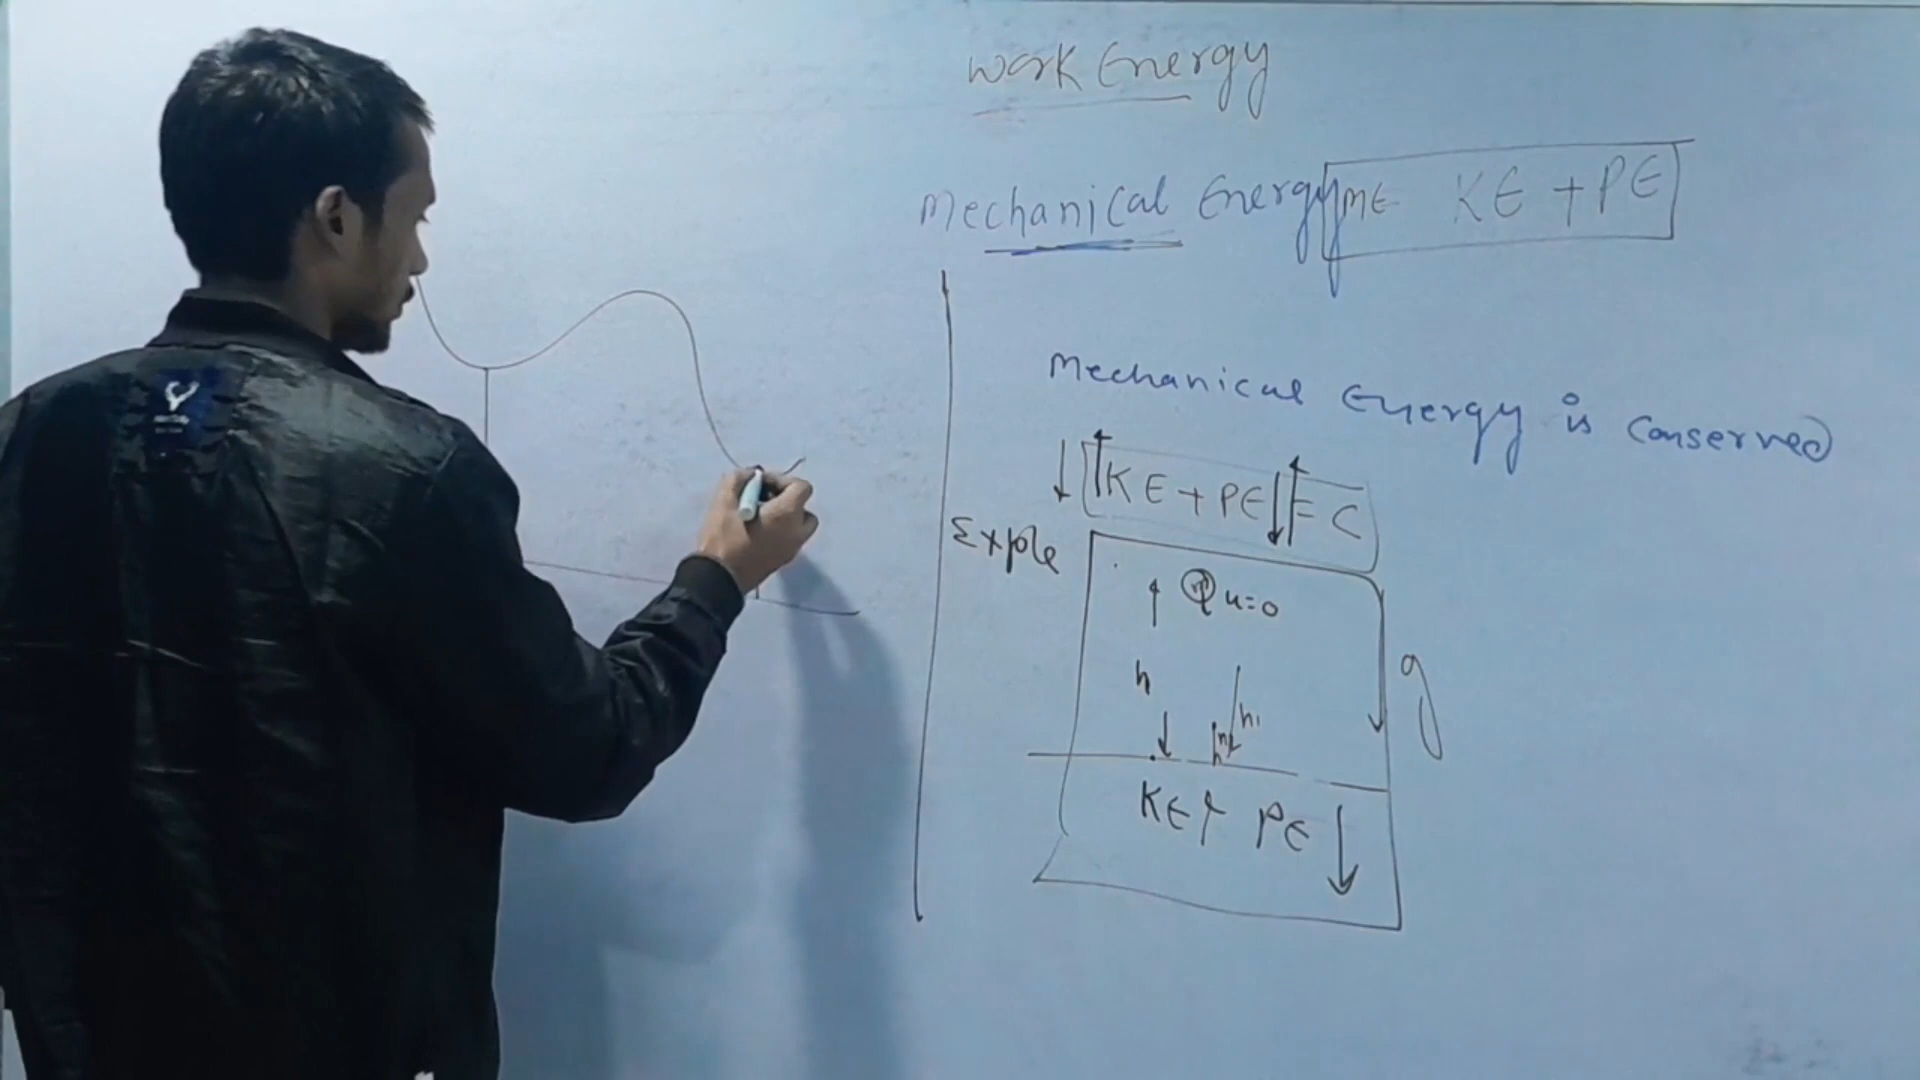 Work Energy
Mechanical Energy ME KE + PE
Mechanical Energy is Conserved
KE + PE = C
Exple
m u=0
h
h1
g
KE↑ PE↓